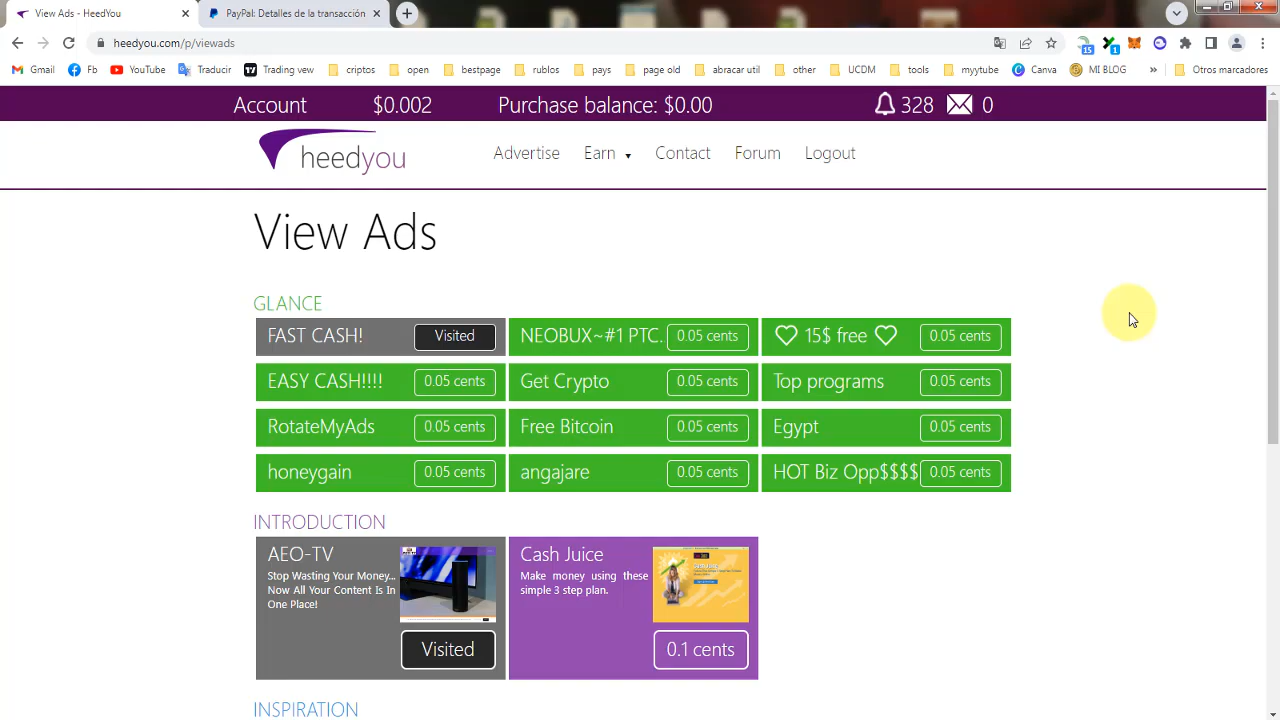 View Ads - HeedYou
PayPal: Detalles de la transacción
heedyou.com/p/viewads
15
1
Gmail
Fb
YouTube
Traducir
Trading vew
cripto
open
bestpage
rublos
pays
page old
abracar util
other
UCDM
tools
myytube
Canva
MI BLOG
»
Otros marcadores
Account
$0.002
Purchase balance: $0.00
328
0
heedyou
Advertise
Earn
Contact
Forum
Logout
View Ads
GLANCE
FAST CASH! Visited
NEOBUX~#1 PTC. 0.05 cents
♡ 15$ free ♡ 0.05 cents
EASY CASH!!!! 0.05 cents
Get Crypto 0.05 cents
Top programs 0.05 cents
RotateMyAds 0.05 cents
Free Bitcoin 0.05 cents
Egypt 0.05 cents
honeygain 0.05 cents
angajare 0.05 cents
HOT Biz Opp$$$$ 0.05 cents
INTRODUCTION
AEO-TV
Stop Wasting Your Money...
Now All Your Content Is In
One Place!
Visited
Cash Juice
Make money using these
simple 3 step plan.
0.1 cents
INSPIRATION